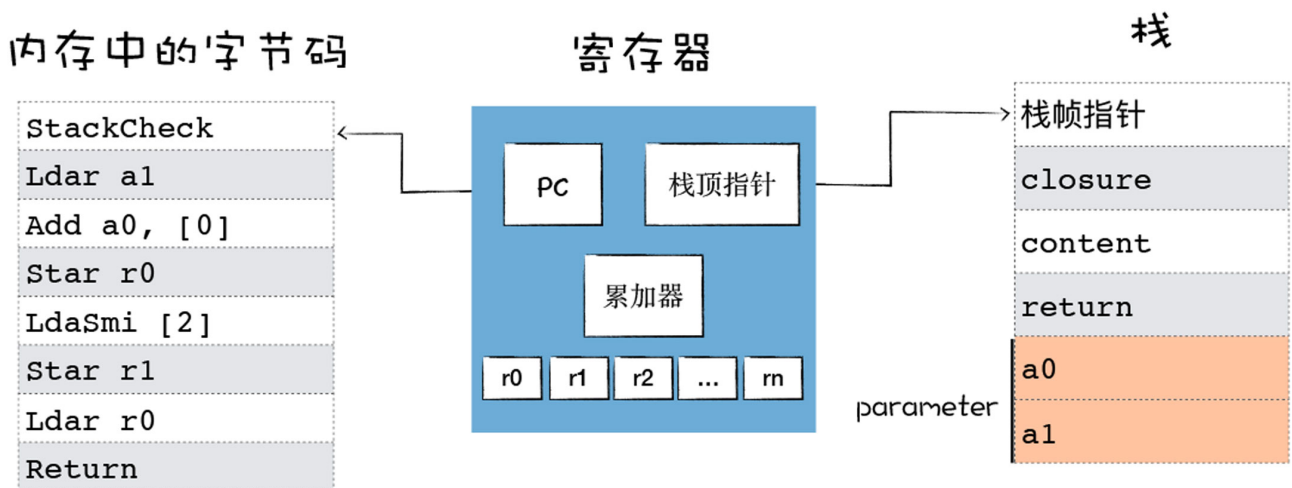 内存中的字节码
StackCheck
Ldar a1
Add a0, [0]
Star r0
LdaSmi [2]
Star r1
Ldar r0
Return
寄存器
PC
栈顶指针
累加器
r0
r1
r2
...
rn
栈
栈帧指针
closure
content
return
a0
a1
parameter